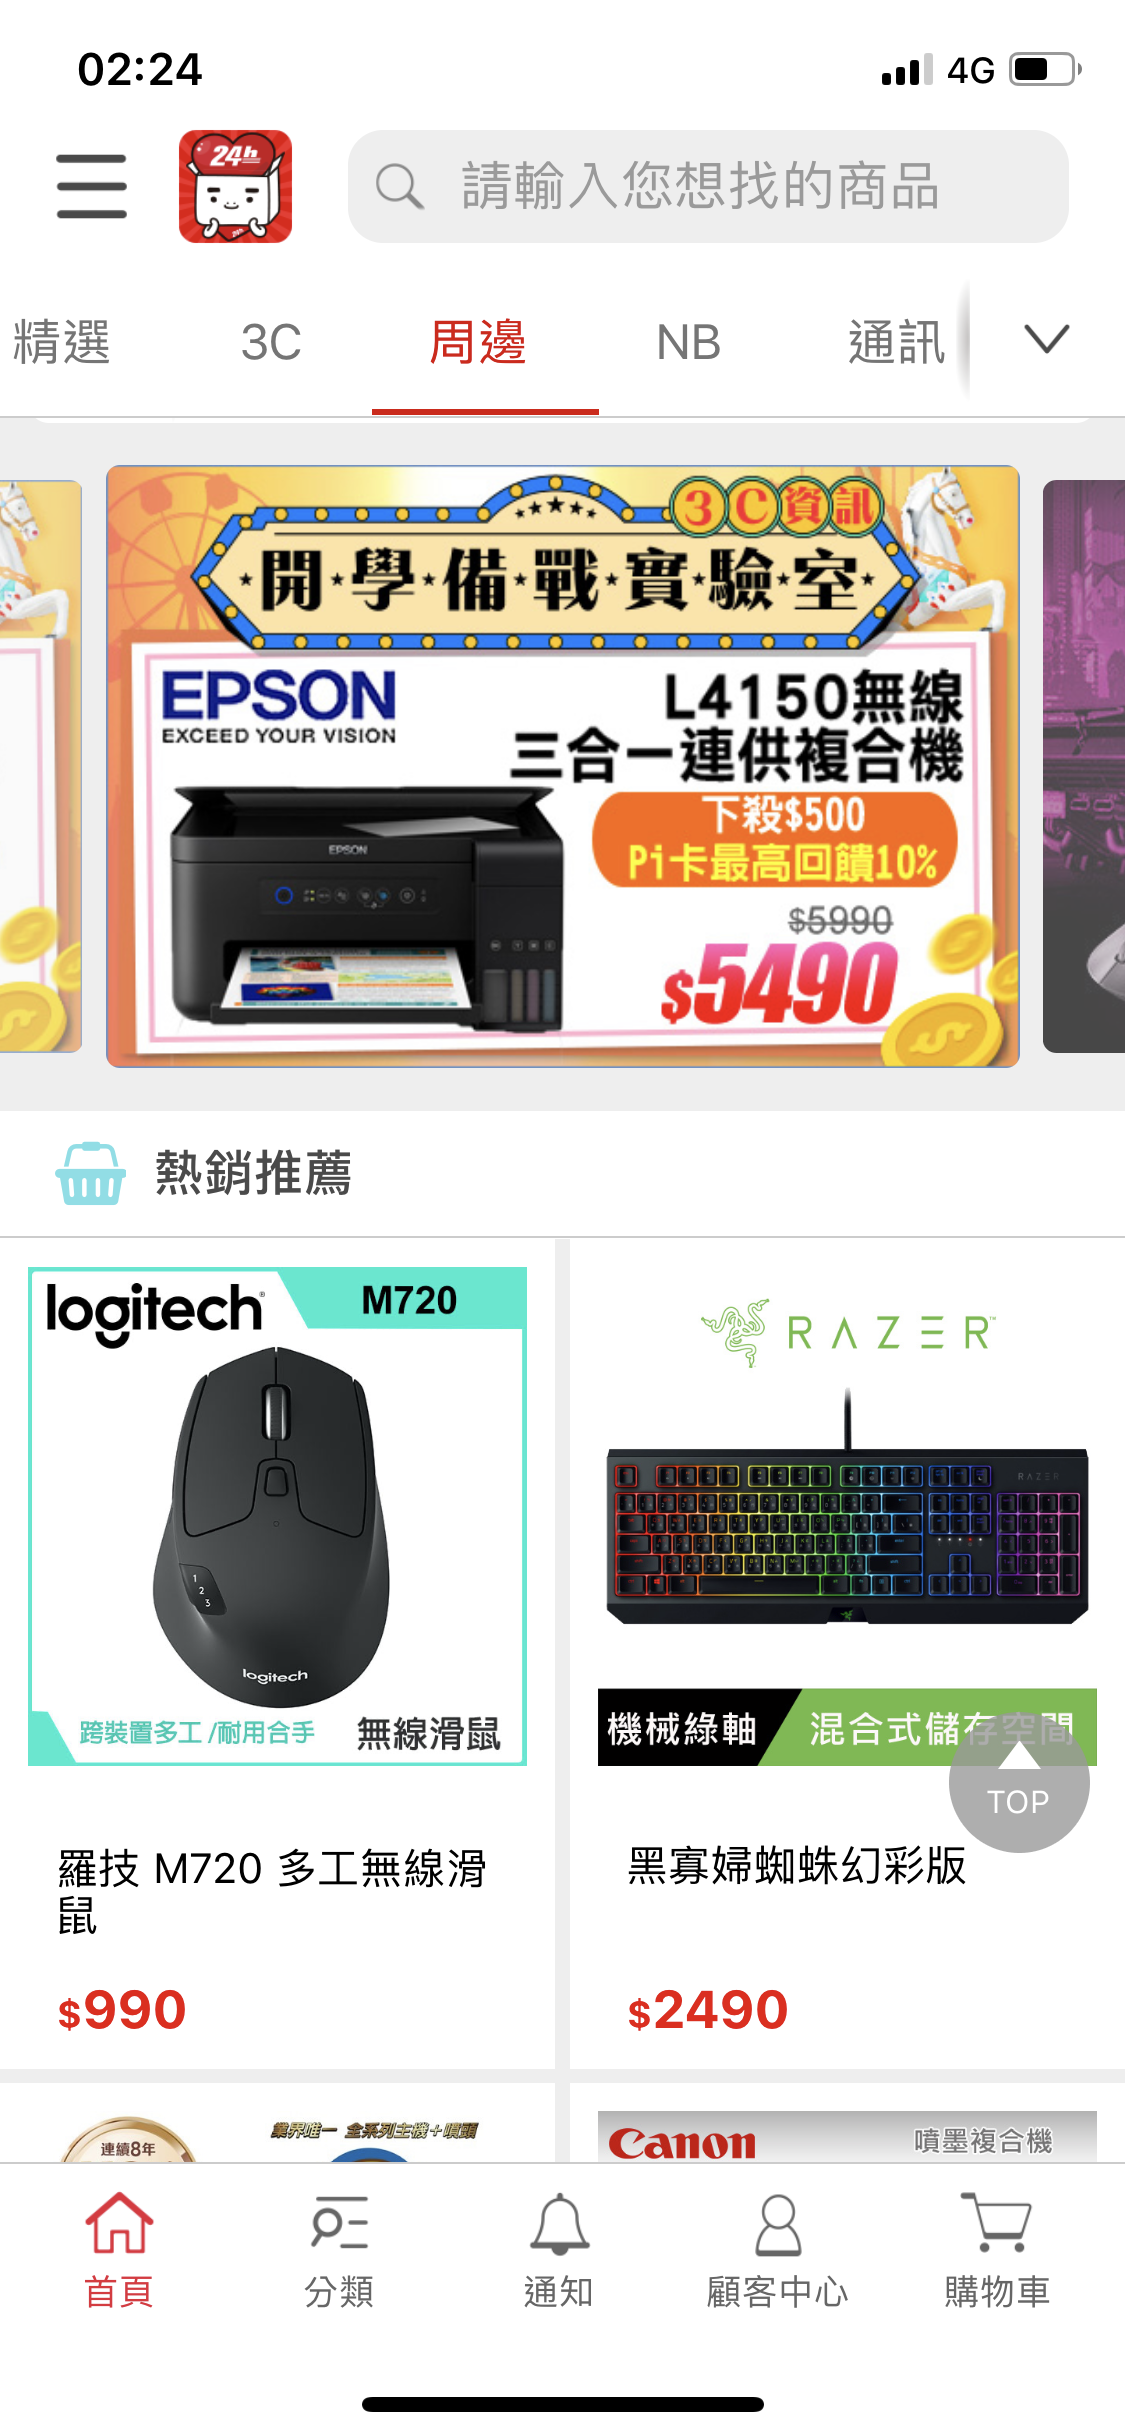 02:24
4G
24h
請輸入您想找的商品
精選
3C
周邊
NB
通訊
3C資訊
開學備戰實驗室
EPSON
EXCEED YOUR VISION
L4150無線
三合一連供複合機
下殺$500
Pi卡最高回饋10%
$5990
$5490
EPSON
熱銷推薦
logitech
M720
1
2
3
logitech
跨裝置多工/耐用合手
無線滑鼠
RAZER
RAZER
機械綠軸
混合式儲存空間
TOP
羅技 M720 多工無線滑
鼠
$990
黑寡婦蜘蛛幻彩版
$2490
連續8年
業界唯一 全系列主機+噴頭
Canon
噴墨複合機
首頁
分類
通知
顧客中心
購物車